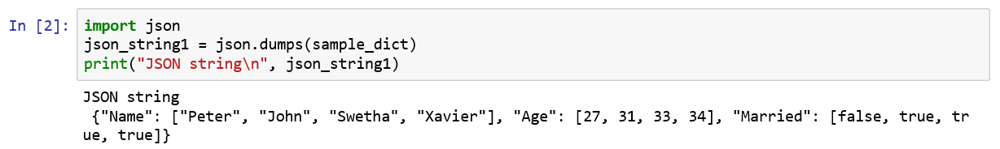 In [2]: import json
json_string1 = json.dumps(sample_dict)
print("JSON string\n", json_string1)
JSON string
 {"Name": ["Peter", "John", "Swetha", "Xavier"], "Age": [27, 31, 33, 34], "Married": [false, true, tr
ue, true]}